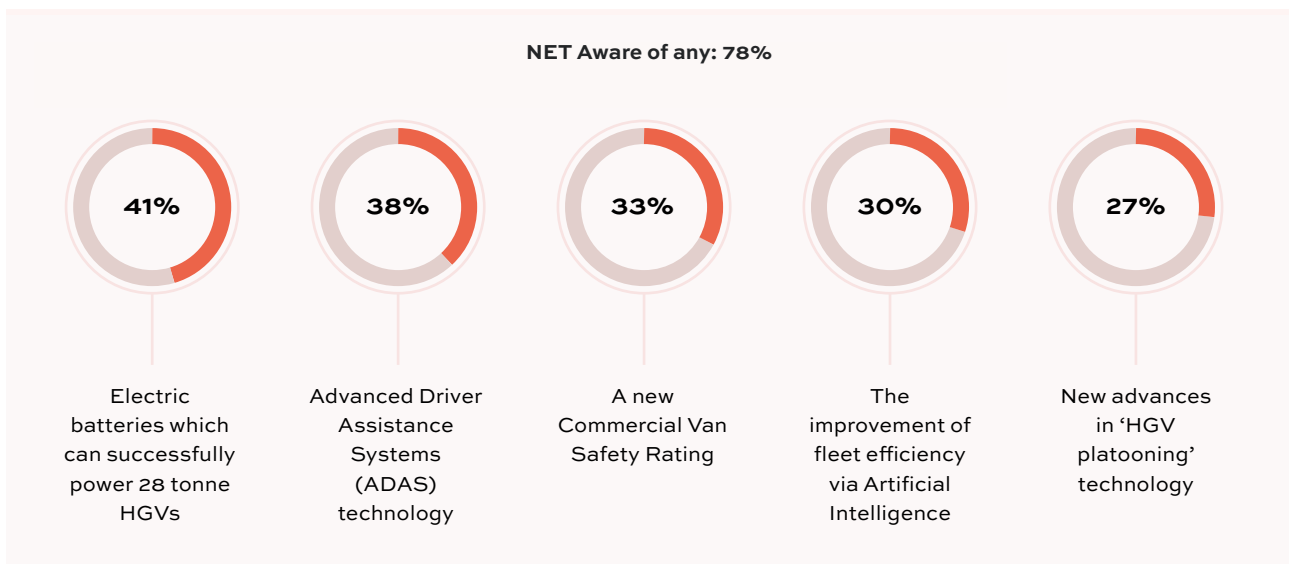 NET Aware of any: 78%
41%
38%
33%
30%
27%
Electric
batteries which
can successfully
power 28 tonne
HGVs
Advanced Driver
Assistance
Systems
(ADAS)
technology
A new
Commercial Van
Safety Rating
The
improvement of
fleet efficiency
via Artificial
Intelligence
New advances
in ‘HGV
platooning’
technology